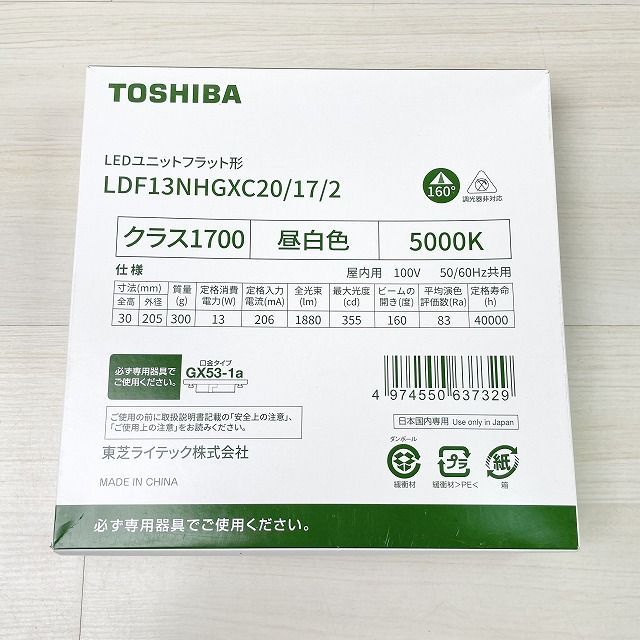 TOSHIBA
LEDユニットフラット形
LDF13NHGXC20/17/2
160°
調光器非対応
クラス1700 昼白色 5000K
仕様 屋内用 100V 50/60Hz共用
寸法(mm) 質量(g) 定格消費電力(W) 定格入力電流(mA) 全光束(lm) 最大光度(cd) ビームの開き(度) 平均演色評価数(Ra) 定格寿命(h)
全高 外径
30 205 300 13 206 1880 355 160 83 40000
必ず専用器具で
ご使用ください。
口金タイプ
GX53-1a
4 974550 637329
ご使用の前に取扱説明書記載の「安全上の注意」、
「ご使用上の注意」をお読みください。
日本国内専用 Use only in Japan
東芝ライテック株式会社
MADE IN CHINA
ダンボール
緩衝材
プラ
緩衝材>PE<
紙
箱
必ず専用器具でご使用ください。